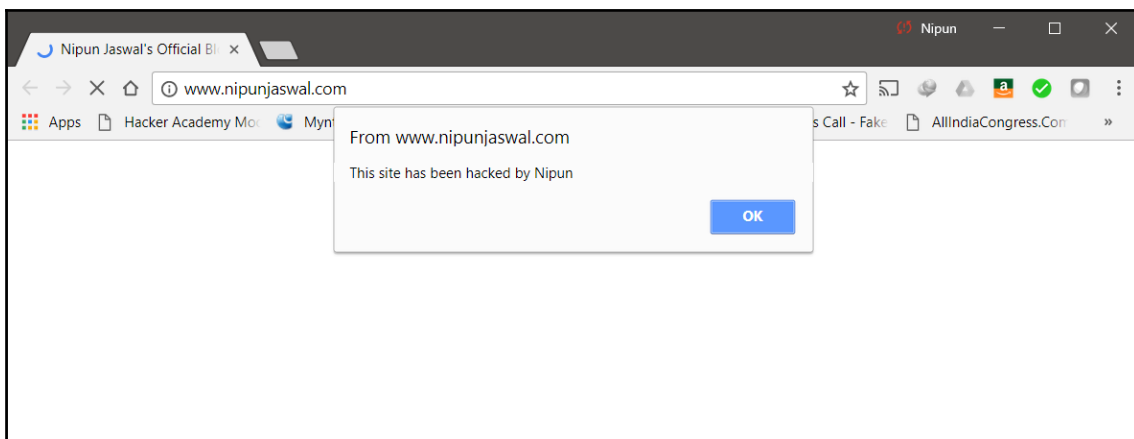 Nipun
Nipun Jaswal's Official Bl
www.nipunjaswal.com
Apps Hacker Academy Mo s Call - Fake AllIndiaCongress.Com »
From www.nipunjaswal.com
This site has been hacked by Nipun
OK